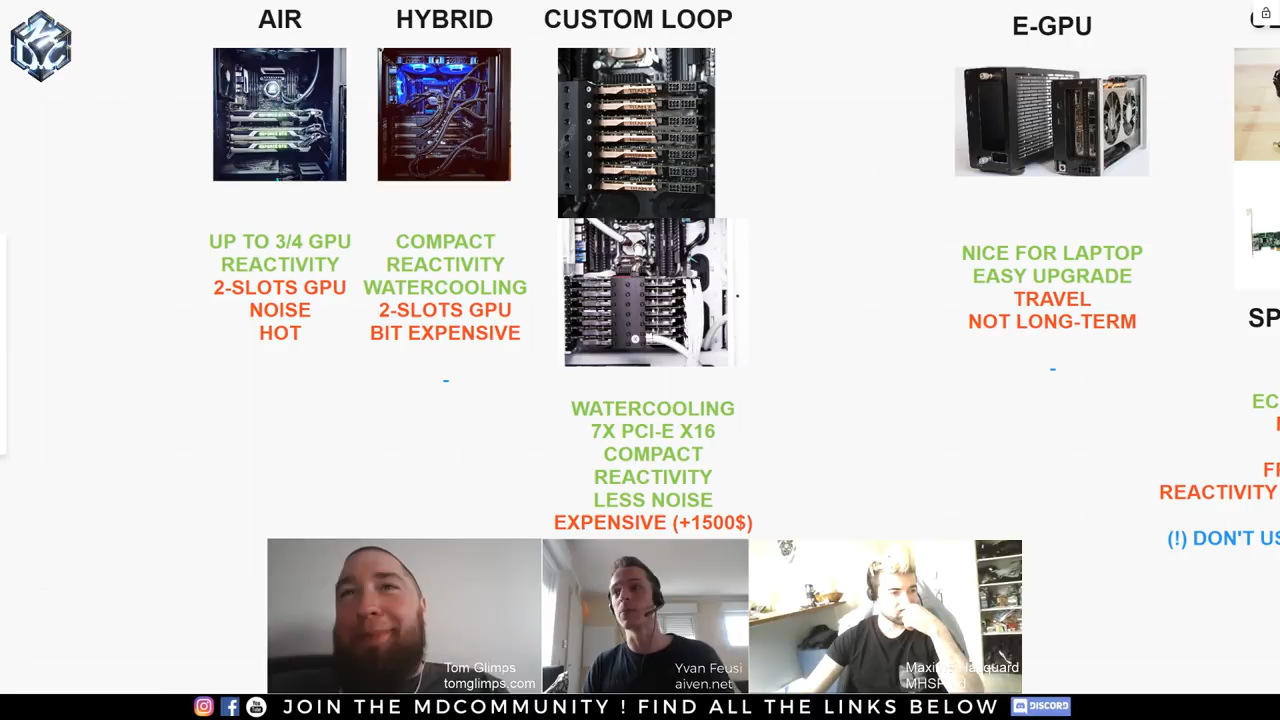 AIR
UP TO 3/4 GPU
REACTIVITY
2-SLOTS GPU
NOISE
HOT
HYBRID
COMPACT
REACTIVITY
WATERCOOLING
2-SLOTS GPU
BIT EXPENSIVE
-
CUSTOM LOOP
WATERCOOLING
7X PCI-E X16
COMPACT
REACTIVITY
LESS NOISE
EXPENSIVE (+1500$)
E-GPU
NICE FOR LAPTOP
EASY UPGRADE
TRAVEL
NOT LONG-TERM
-
SP
EC
REACTIVITY
(!) DON'T US
Tom Glimps
tomglimps.com
Yvan Feusi
aiven.net
JOIN THE MDCOMMUNITY ! FIND ALL THE LINKS BELOW
DISCORD